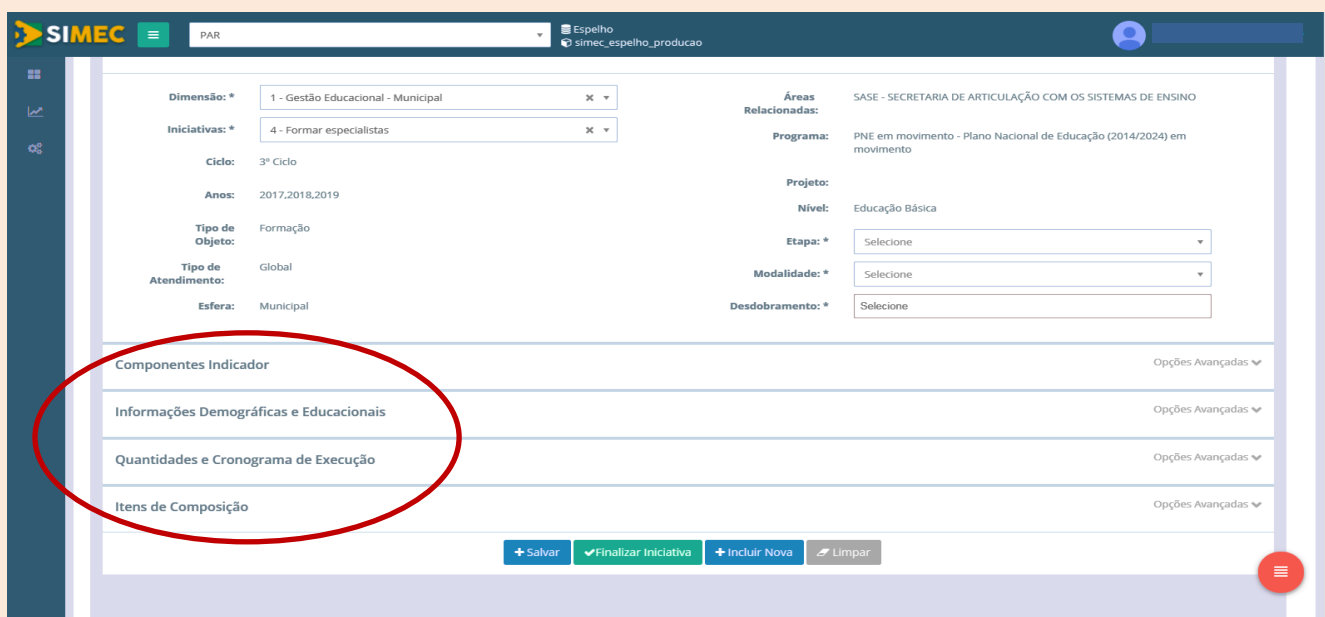 SIMEC
PAR
Espelho
simec_espelho_producao
Dimensão: *
1 - Gestão Educacional - Municipal
Iniciativas: *
4 - Formar especialistas
Ciclo:
3º Ciclo
Anos:
2017,2018,2019
Tipo de
Objeto:
Formação
Tipo de
Atendimento:
Global
Esfera:
Municipal
Áreas
Relacionadas:
SASE - SECRETARIA DE ARTICULAÇÃO COM OS SISTEMAS DE ENSINO
Programa:
PNE em movimento - Plano Nacional de Educação (2014/2024) em
movimento
Projeto:
Nível:
Educação Básica
Etapa: *
Selecione
Modalidade: *
Selecione
Desdobramento: *
Selecione
Componentes Indicador
Opções Avançadas
Informações Demográficas e Educacionais
Opções Avançadas
Quantidades e Cronograma de Execução
Opções Avançadas
Itens de Composição
Opções Avançadas
Salvar
Finalizar Iniciativa
Incluir Nova
Limpar